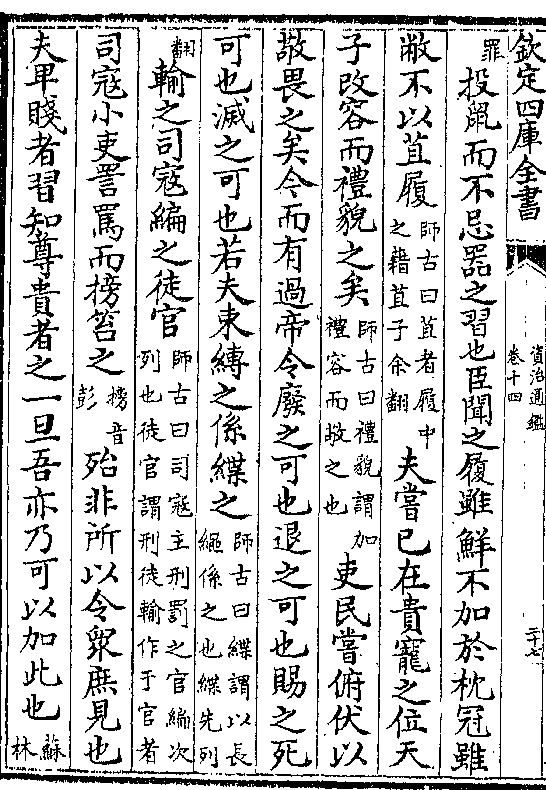 欽定四庫全書
資治通鑑
卷十四
二十七
罪投鼠而不忌器之習也臣聞之履雖鮮不加於枕冠雖
敝不以苴履師古曰苴者履中之藉苴子余翻夫嘗已在貴寵之位天
子改容而禮貌之矣師古曰禮貌謂加禮容而敬之也吏民嘗俯伏以
敬畏之矣今而有過帝令廢之可也退之可也賜之死
可也滅之可也若夫束縛之係緤之師古曰緤謂以長繩係之也緤先列
翻輸之司寇編之徒官師古曰司寇主刑罰之官編次列也徒官謂刑徒輸作于官者
司寇小吏詈罵而榜笞之榜音彭殆非所以令衆庶見也
夫卑賤者習知尊貴者之一旦吾亦乃可以加此也蘇林